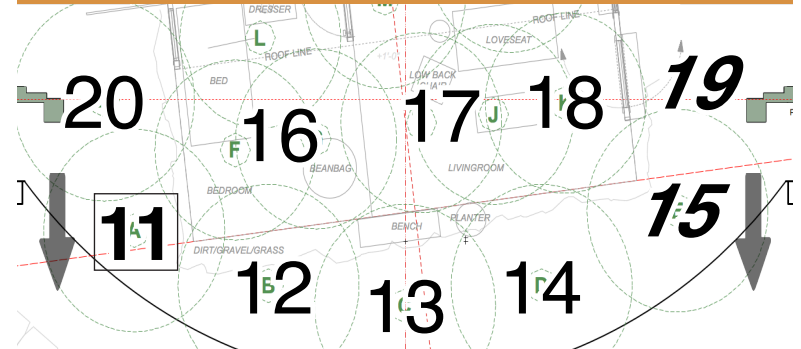 DRESSER
L
ROOF LINE
ROOF LINE
LOVESEAT
BED
LOW BACK
19
20
16
17
J
18
F
BEANBAG
LIVINGROOM
BEDROOM
11
15
BENCH
PLANTER
DIRT/GRAVEL/GRASS
12
13
14